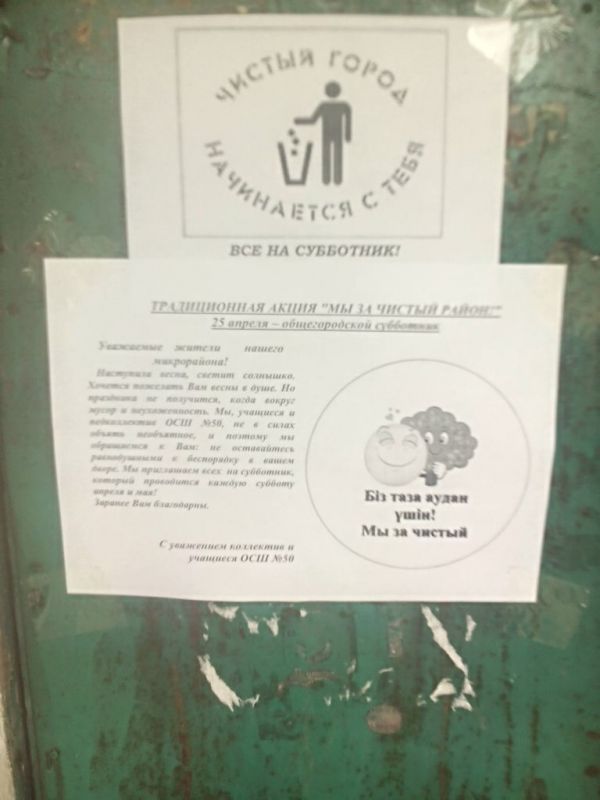 ЧИСТЫЙ ГОРОД
НАЧИНАЕТСЯ С ТЕБЯ
ВСЕ НА СУББОТНИК!
ТРАДИЦИОННАЯ АКЦИЯ "МЫ ЗА ЧИСТЫЙ РАЙОН!"
25 апреля – общегородской субботник
Уважаемые жители нашего
микрорайона!
Наступила весна, светит солнышко.
Хочется пожелать Вам весны в душе. Но
праздника не получится, когда вокруг
мусор и неухоженность. Мы, учащиеся и
педколлектив ОСШ №50, не в силах
объять необъятное, и поэтому мы
обращаемся к Вам: не оставайтесь
равнодушными к беспорядку в вашем
дворе. Мы приглашаем всех на субботник,
который проводится каждую субботу
апреля и мая!
Заранее Вам благодарны.
С уважением коллектив и
учащиеся ОСШ №50
Біз таза аудан
үшін!
Мы за чистый